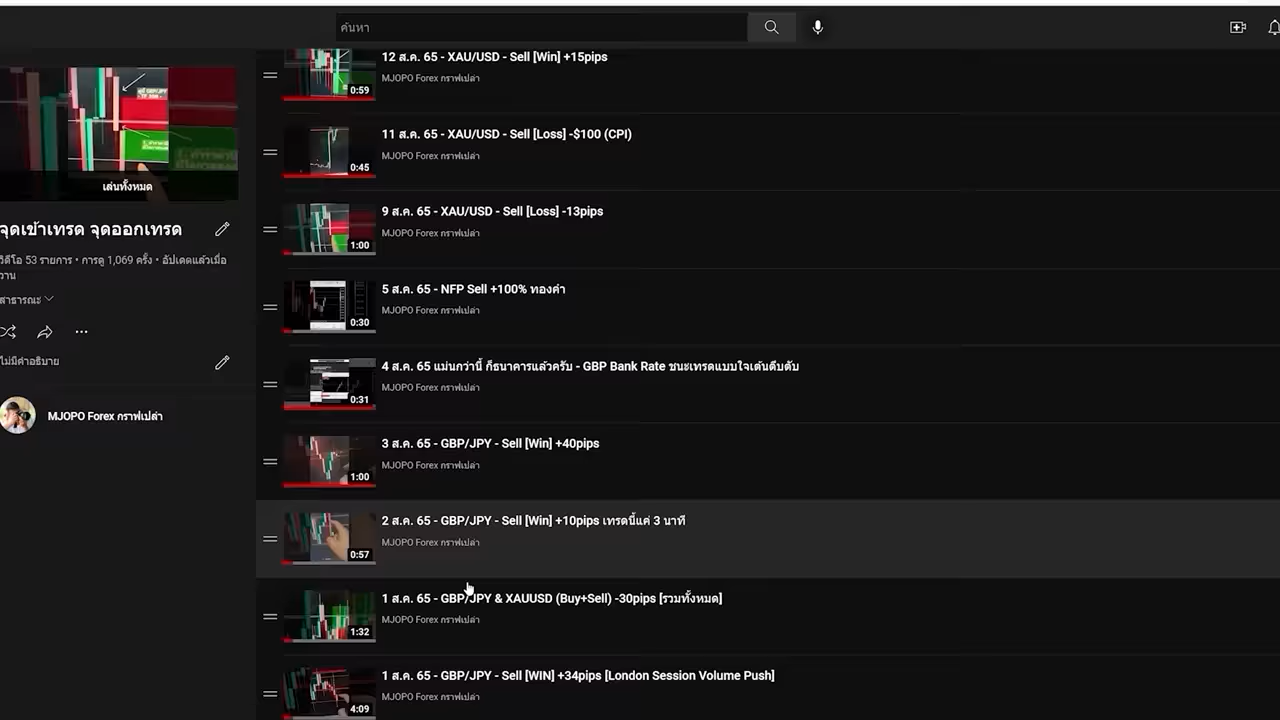 ค้นหา
เล่นทั้งหมด
จุดเข้าเทรด จุดออกเทรด
วิดีโอ 53 รายการ • การดู 1,069 ครั้ง • อัปเดตแล้วเมื่อ
วาน
สาธารณะ
ไม่มีคำอธิบาย
MJOPO Forex กราฟเปล่า
12 ส.ค. 65 - XAU/USD - Sell [Win] +15pips
MJOPO Forex กราฟเปล่า
0:59
11 ส.ค. 65 - XAU/USD - Sell [Loss] -$100 (CPI)
MJOPO Forex กราฟเปล่า
0:45
9 ส.ค. 65 - XAU/USD - Sell [Loss] -13pips
MJOPO Forex กราฟเปล่า
1:00
5 ส.ค. 65 - NFP Sell +100% ทองคำ
MJOPO Forex กราฟเปล่า
0:30
4 ส.ค. 65 แม่นกว่านี้ ก็ธนาคารแล้วครับ - GBP Bank Rate ชนะเทรดแบบใจเต้นตึบตับ
MJOPO Forex กราฟเปล่า
0:31
3 ส.ค. 65 - GBP/JPY - Sell [Win] +40pips
MJOPO Forex กราฟเปล่า
1:00
2 ส.ค. 65 - GBP/JPY - Sell [Win] +10pips เทรดนี้แค่ 3 นาที
MJOPO Forex กราฟเปล่า
0:57
1 ส.ค. 65 - GBP/JPY & XAUUSD (Buy+Sell) -30pips [รวมทั้งหมด]
MJOPO Forex กราฟเปล่า
1:32
1 ส.ค. 65 - GBP/JPY - Sell [WIN] +34pips [London Session Volume Push]
MJOPO Forex กราฟเปล่า
4:09